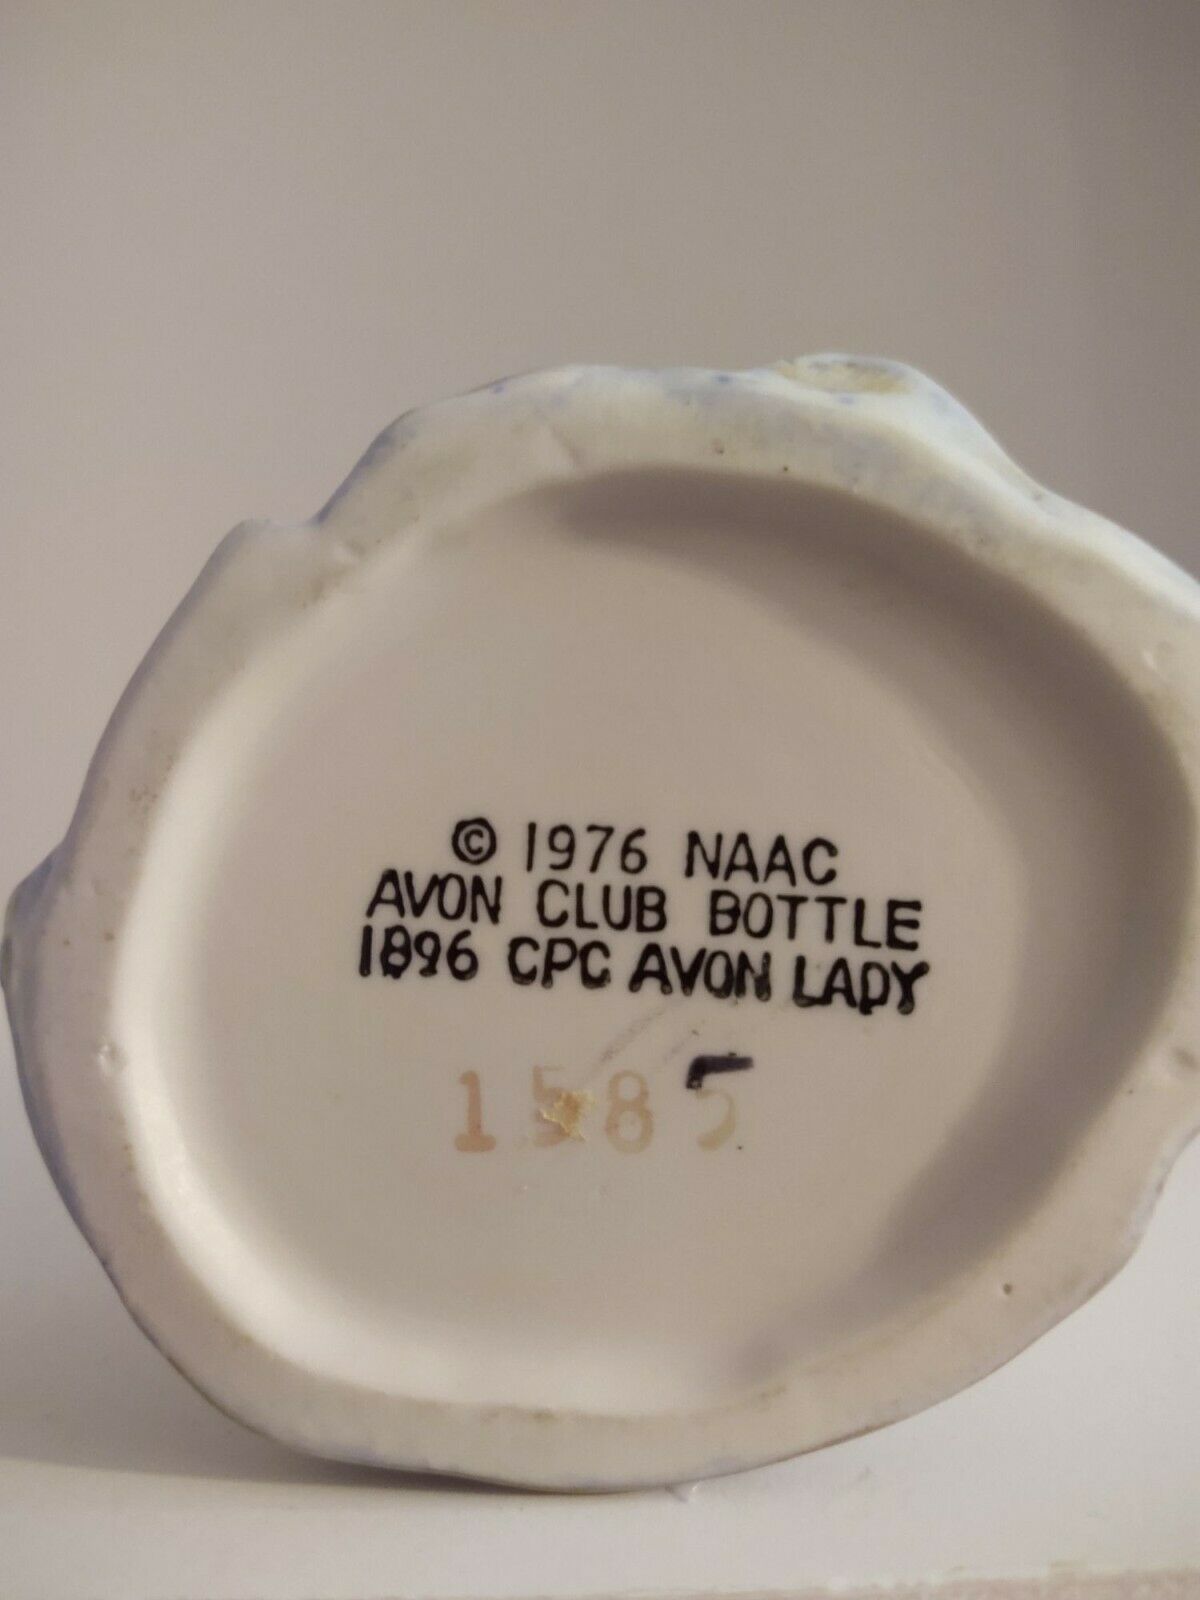 © 1976 NAAC
AVON CLUB BOTTLE
1896 CPC AVON LADY
1585